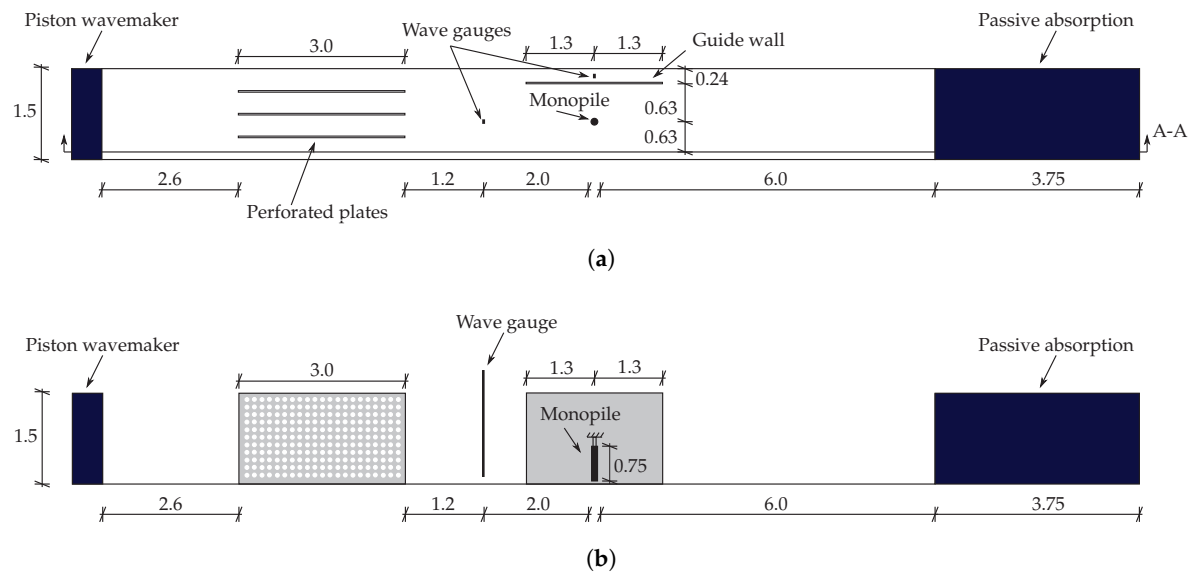 Piston wavemaker
Passive absorption
Wave gauges
3.0
1.3
1.3
Guide wall
0.24
1.5
Monopile
0.63
0.63
A-A
2.6
1.2
2.0
6.0
3.75
Perforated plates
(a)
Wave gauge
Piston wavemaker
Passive absorption
3.0
1.3
1.3
1.5
Monopile
0.75
2.6
1.2
2.0
6.0
3.75
(b)